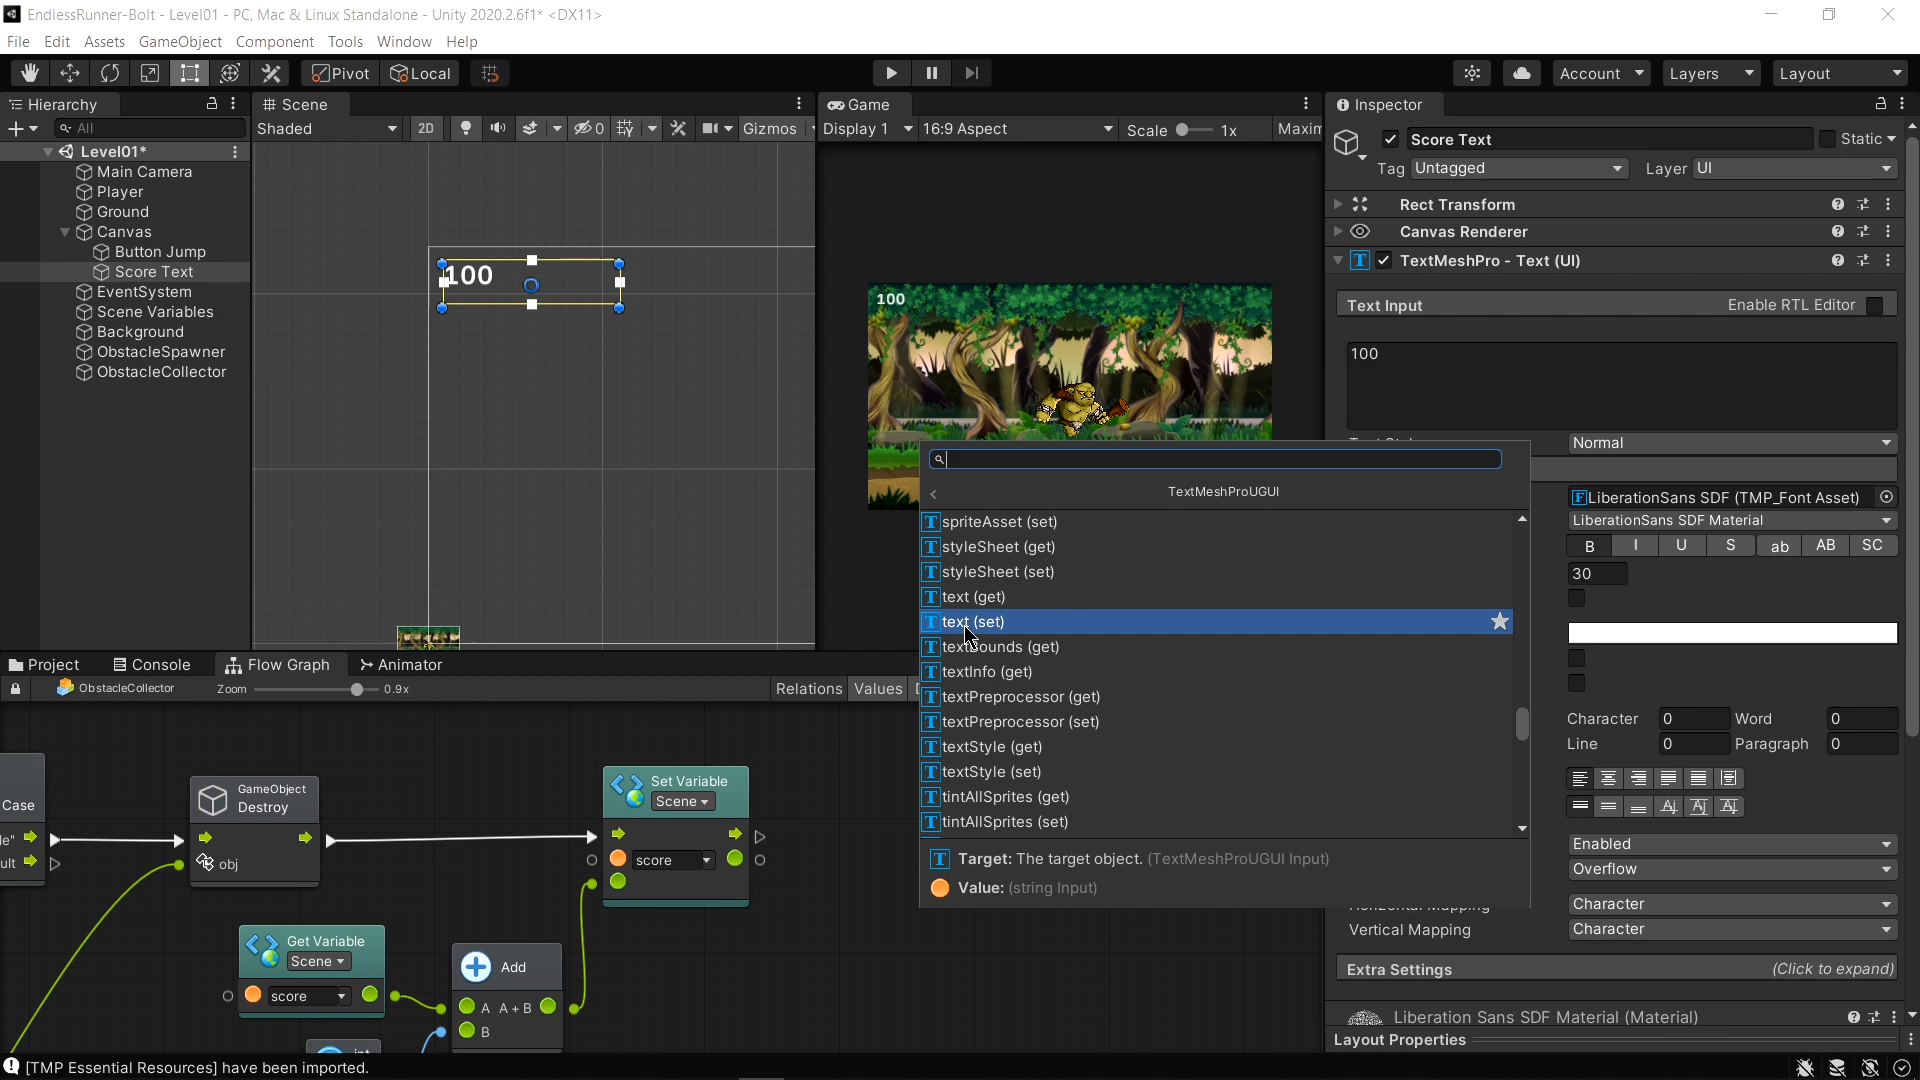 EndlessRunner-Bolt - Level01 - PC, Mac & Linux Standalone - Unity 2020.2.6f1* <DX11>
File Edit Assets GameObject Component Tools Window Help
Pivot Local Account Layers Layout
Hierarchy
All
Level01*
Main Camera
Player
Ground
Canvas
Button Jump
Score Text
EventSystem
Scene Variables
Background
ObstacleSpawner
ObstacleCollector
Scene
Shaded 2D 0 Gizmos
100
Game
Display 1 16:9 Aspect Scale 1x Maxim
100
Inspector
Score Text Static
Tag Untagged Layer UI
Rect Transform
Canvas Renderer
TextMeshPro - Text (UI)
Text Input Enable RTL Editor
100
Normal
LiberationSans SDF (TMP_Font Asset)
LiberationSans SDF Material
B I U S ab AB SC
30
Character 0 Word 0
Line 0 Paragraph 0
Enabled
Overflow
Character
Vertical Mapping Character
Extra Settings (Click to expand)
Liberation Sans SDF Material (Material)
Layout Properties
TextMeshProUGUI
spriteAsset (set)
styleSheet (get)
styleSheet (set)
text (get)
text (set)
textBounds (get)
textInfo (get)
textPreprocessor (get)
textPreprocessor (set)
textStyle (get)
textStyle (set)
tintAllSprites (get)
tintAllSprites (set)
Target: The target object. (TextMeshProUGUI Input)
Value: (string Input)
Project Console Flow Graph Animator
ObstacleCollector Zoom 0.9x Relations Values
Case
le"
ult
GameObject
Destroy
obj
Set Variable
Scene
score
Get Variable
Scene
score
Add
A A + B
B
[TMP Essential Resources] have been imported.